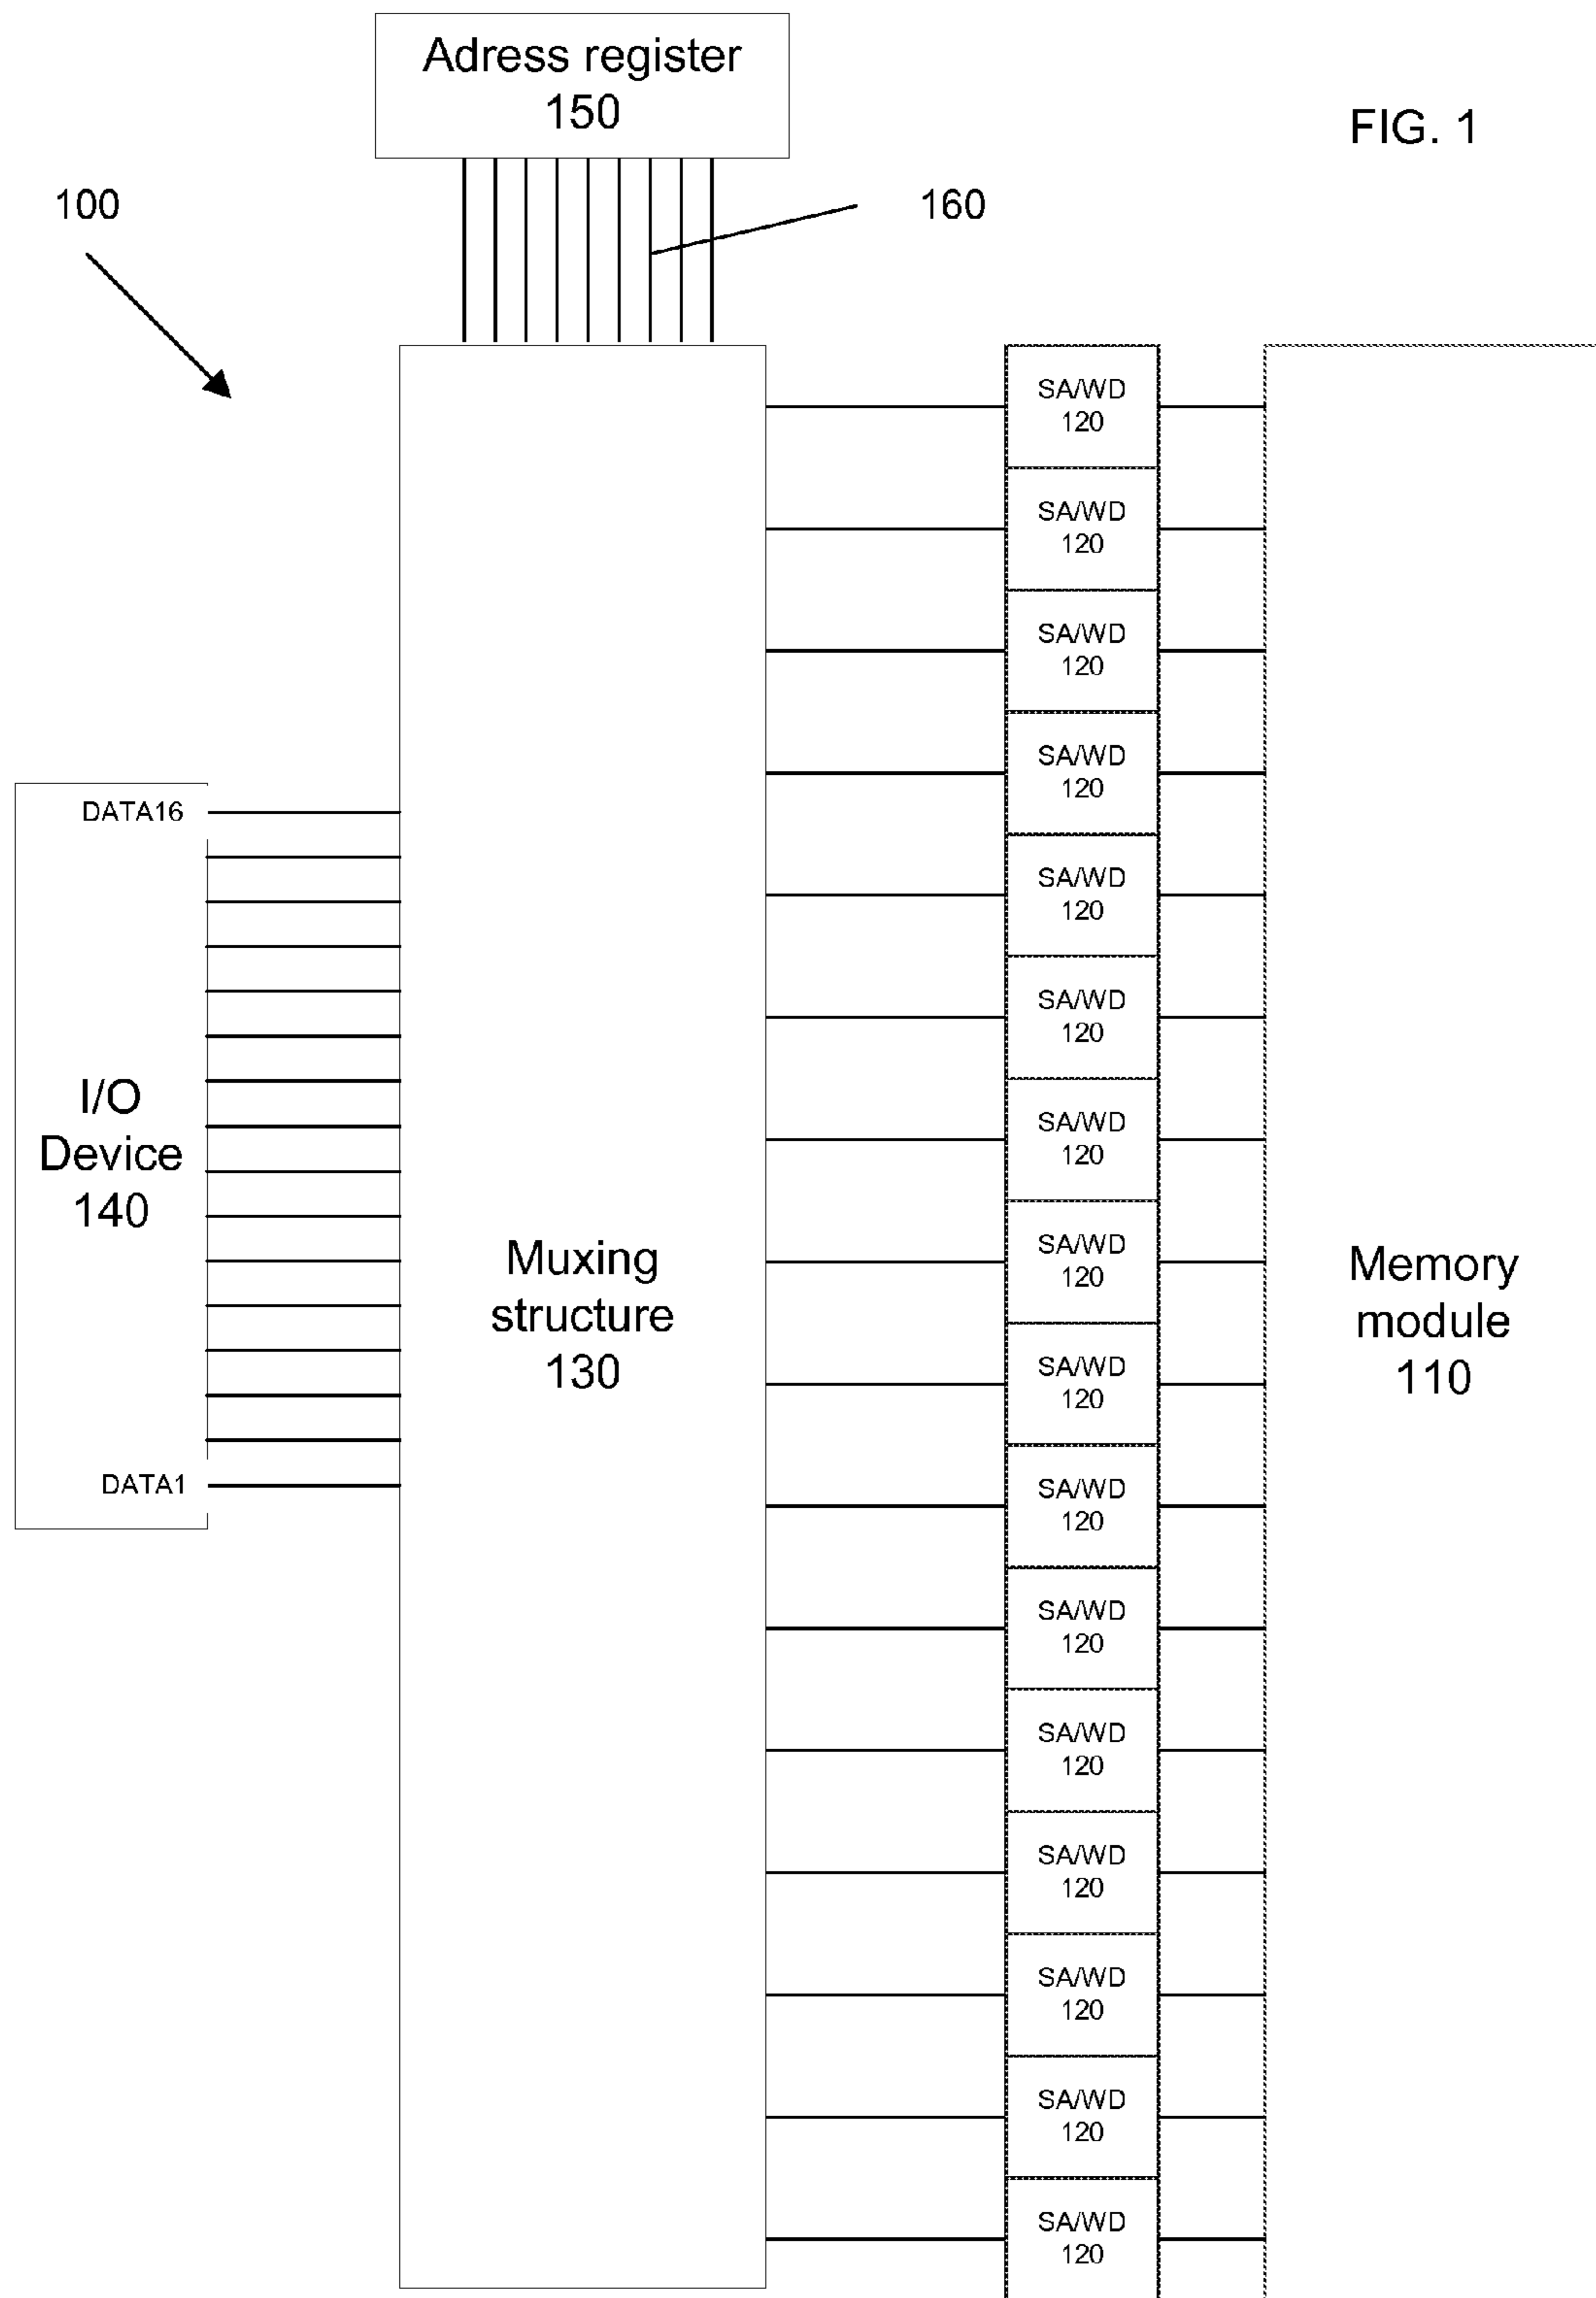 Adress register
150
FIG. 1
100
160
SA/WD
120
SA/WD
120
SA/WD
120
SA/WD
120
DATA16
SA/WD
120
SA/WD
120
I/O
Device
140
SA/WD
120
Muxing
structure
130
SA/WD
120
Memory
module
110
SA/WD
120
DATA1
SA/WD
120
SA/WD
120
SA/WD
120
SA/WD
120
SA/WD
120
SA/WD
120
SA/WD
120